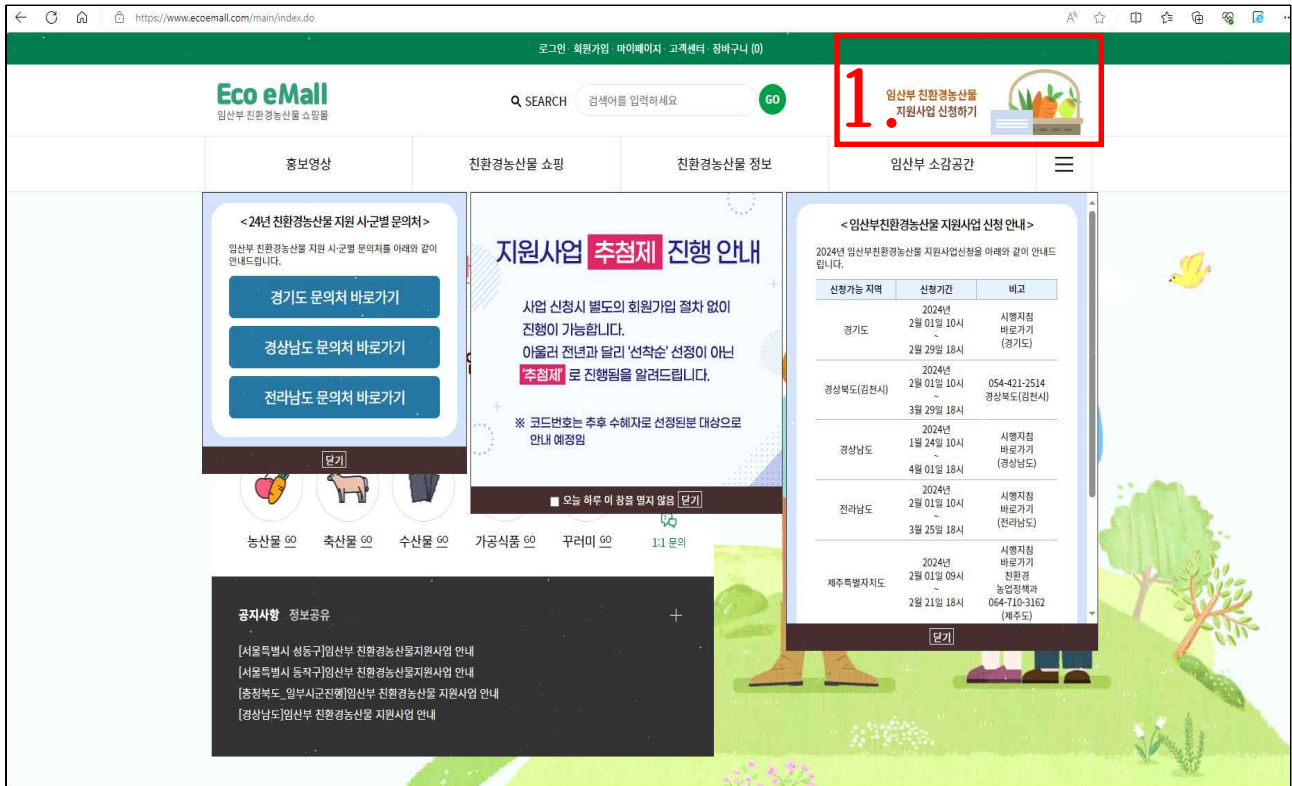 https://www.ecoemall.com/main/index.do
로그인 · 회원가입 · 마이페이지 · 고객센터 · 장바구니 (0)
Eco eMall
임산부 친환경농산물 쇼핑몰
SEARCH 검색어를 입력하세요 GO
1.
임산부 친환경농산물
지원사업 신청하기
홍보영상 친환경농산물 쇼핑 친환경농산물 정보 임산부 소감공간
<24년 친환경농산물 지원 시·군별 문의처>
임산부 친환경농산물 지원 시·군별 문의처를 아래와 같이
안내드립니다.
경기도 문의처 바로가기
경상남도 문의처 바로가기
전라남도 문의처 바로가기
닫기
지원사업 추첨제 진행 안내
사업 신청시 별도의 회원가입 절차 없이
진행이 가능합니다.
아울러 전년과 달리 '선착순' 선정이 아닌
'추첨제' 로 진행됨을 알려드립니다.
※ 코드번호는 추후 수혜자로 선정된분 대상으로
안내 예정임
오늘 하루 이 창을 열지 않음 닫기
<임산부친환경농산물 지원사업 신청 안내>
2024년 임산부친환경농산물 지원사업신청을 아래와 같이 안내드
립니다.
신청가능 지역 신청기간 비고
경기도
2024년
2월 01일 10시
~
2월 29일 18시
시행지침
바로가기
(경기도)
경상북도(김천시)
2024년
2월 01일 10시
~
3월 29일 18시
054-421-2514
경상북도(김천시)
경상남도
2024년
1월 24일 10시
~
4월 01일 18시
시행지침
바로가기
(경상남도)
전라남도
2024년
2월 01일 10시
~
3월 25일 18시
시행지침
바로가기
(전라남도)
제주특별자치도
2024년
2월 01일 09시
~
2월 21일 18시
시행지침
바로가기
친환경
농업정책과
064-710-3162
(제주도)
닫기
농산물 GO 축산물 GO 수산물 GO 가공식품 GO 꾸러미 GO 1:1 문의
공지사항 정보공유
[서울특별시 성동구]임산부 친환경농산물지원사업 안내
[서울특별시 동작구]임산부 친환경농산물지원사업 안내
[충청북도_일부시군진행]임산부 친환경농산물 지원사업 안내
[경상남도]임산부 친환경농산물 지원사업 안내